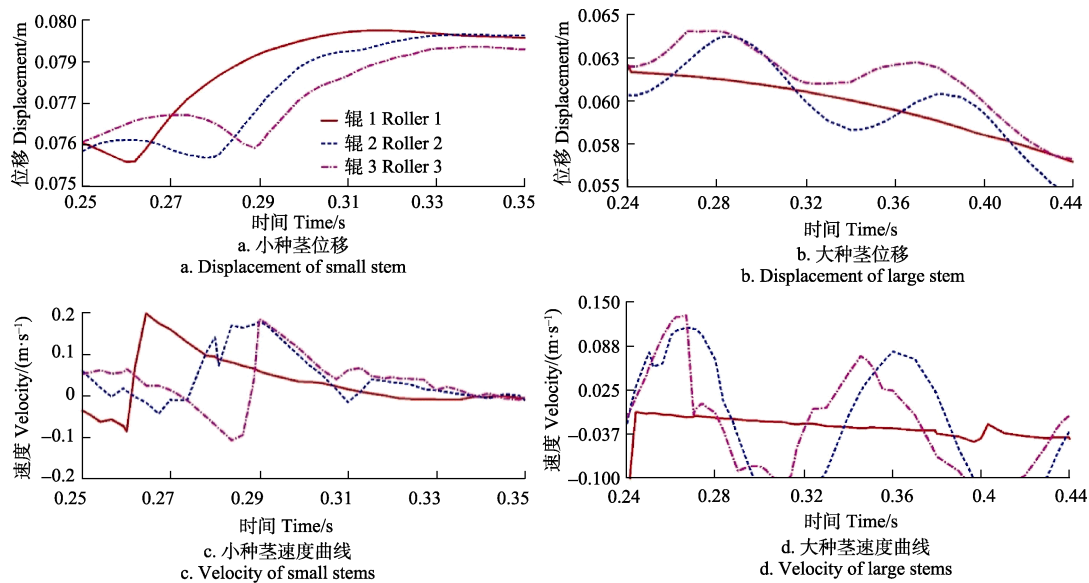 位移 Displacement/m
0.080
0.079
0.077
0.076
0.075
0.25
0.27
0.29
0.31
0.33
0.35
辊 1 Roller 1
辊 2 Roller 2
辊 3 Roller 3
时间 Time/s
a. 小种茎位移
a. Displacement of small stem
位移 Displacement/m
0.065
0.063
0.060
0.058
0.055
0.24
0.28
0.32
0.36
0.40
0.44
时间 Time/s
b. 大种茎位移
b. Displacement of large stem
速度 Velocity/(m·s⁻¹)
0.2
0.1
0
−0.1
−0.2
0.25
0.27
0.29
0.31
0.33
0.35
时间 Time/s
c. 小种茎速度曲线
c. Velocity of small stems
速度 Velocity/(m·s⁻¹)
0.150
0.088
0.025
−0.037
−0.100
0.24
0.28
0.32
0.36
0.4
0.44
时间 Time/s
d. 大种茎速度曲线
d. Velocity of large stems